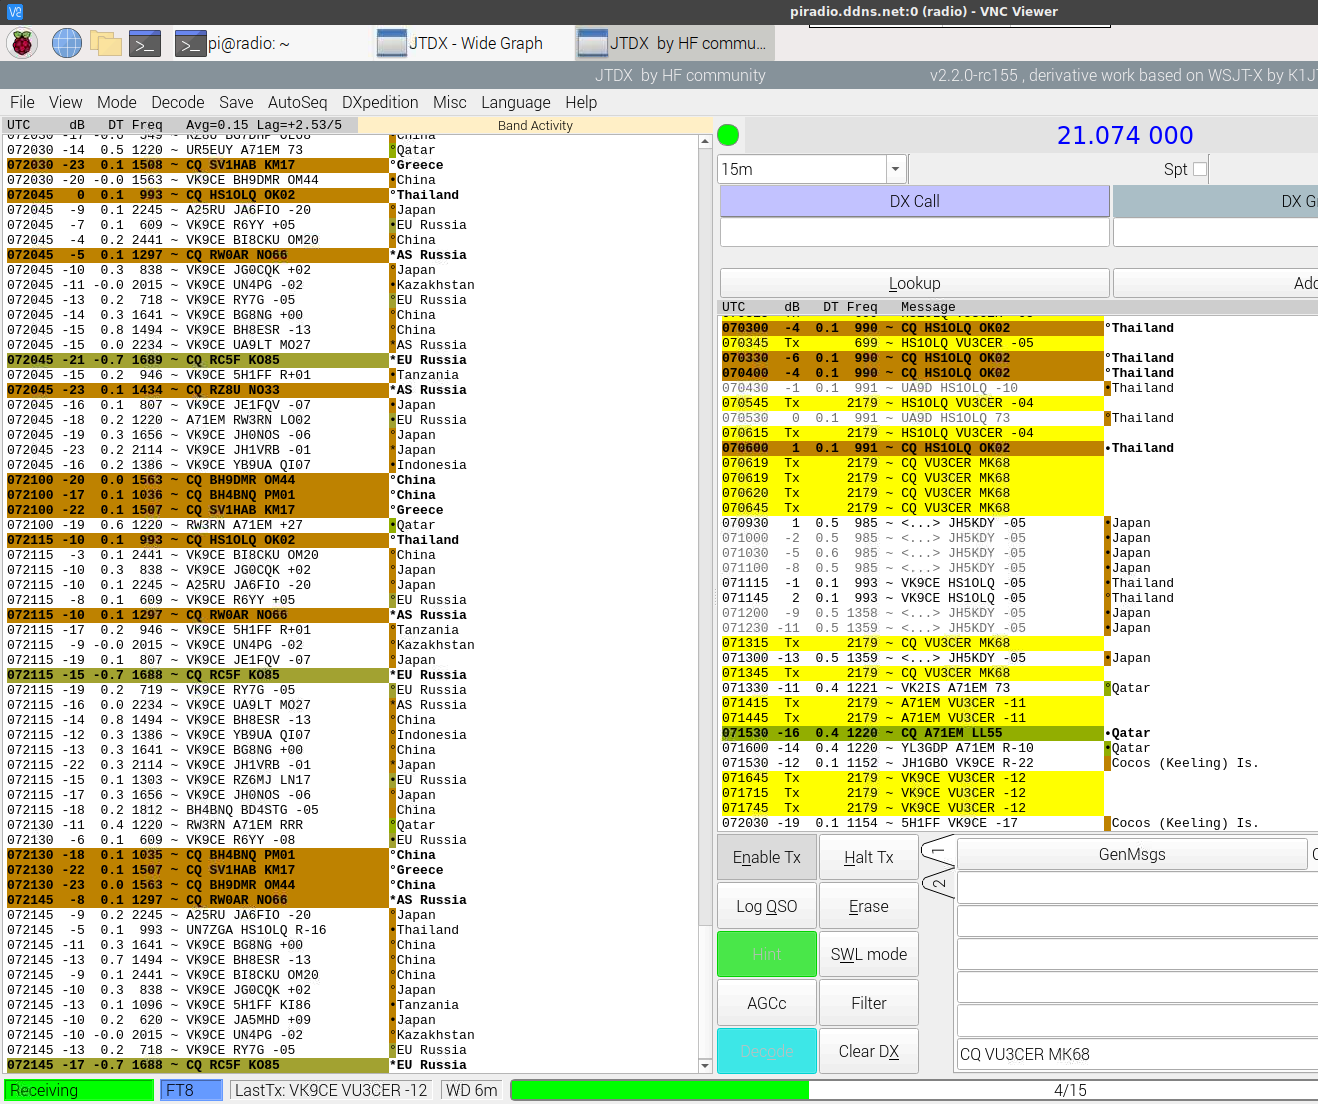 piradio.ddns.net:0 (radio) - VNC Viewer
pi@radio: ~
JTDX - Wide Graph
JTDX by HF commu...
JTDX by HF community
v2.2.0-rc155 , derivative work based on WSJT-X by K1J
File View Mode Decode Save AutoSeq DXpedition Misc Language Help
UTC dB DT Freq Avg=0.15 Lag=+2.53/5
Band Activity
072030 -14 0.5 1220 ~ UR5EUY A71EM 73 °Qatar
072030 -23 0.1 1508 ~ CQ SV1HAB KM17 °Greece
072030 -20 -0.0 1563 ~ VK9CE BH9DMR OM44 •China
072045 0 0.1 993 ~ CQ HS1OLQ OK02 °Thailand
072045 -9 0.1 2245 ~ A25RU JA6FIO -20 °Japan
072045 -7 0.1 609 ~ VK9CE R6YY +05 •EU Russia
072045 -4 0.2 2441 ~ VK9CE BI8CKU OM20 °China
072045 -5 0.1 1297 ~ CQ RW0AR NO66 *AS Russia
072045 -10 0.3 838 ~ VK9CE JG0CQK +02 °Japan
072045 -11 -0.0 2015 ~ VK9CE UN4PG -02 •Kazakhstan
072045 -13 0.2 718 ~ VK9CE RY7G -05 °EU Russia
072045 -14 0.3 1641 ~ VK9CE BG8NG +00 °China
072045 -15 0.8 1494 ~ VK9CE BH8ESR -13 °China
072045 -15 0.0 2234 ~ VK9CE UA9LT MO27 *AS Russia
072045 -21 -0.7 1689 ~ CQ RC5F KO85 *EU Russia
072045 -15 0.2 946 ~ VK9CE 5H1FF R+01 •Tanzania
072045 -23 0.1 1434 ~ CQ RZ8U NO33 *AS Russia
072045 -16 0.1 807 ~ VK9CE JE1FQV -07 •Japan
072045 -18 0.2 1220 ~ A71EM RW3RN LO02 •EU Russia
072045 -19 0.3 1656 ~ VK9CE JH0NOS -06 °Japan
072045 -23 0.2 2114 ~ VK9CE JH1VRB -01 *Japan
072045 -16 0.2 1386 ~ VK9CE YB9UA QI07 •Indonesia
072100 -20 0.0 1563 ~ CQ BH9DMR OM44 °China
072100 -17 0.1 1036 ~ CQ BH4BNQ PM01 °China
072100 -22 0.1 1507 ~ CQ SV1HAB KM17 °Greece
072100 -19 0.6 1220 ~ RW3RN A71EM +27 •Qatar
072115 -10 0.1 993 ~ CQ HS1OLQ OK02 °Thailand
072115 -3 0.1 2441 ~ VK9CE BI8CKU OM20 °China
072115 -10 0.3 838 ~ VK9CE JG0CQK +02 °Japan
072115 -10 0.1 2245 ~ A25RU JA6FIO -20 °Japan
072115 -8 0.1 609 ~ VK9CE R6YY +05 °EU Russia
072115 -10 0.1 1297 ~ CQ RW0AR NO66 *AS Russia
072115 -17 0.2 946 ~ VK9CE 5H1FF R+01 °Tanzania
072115 -9 -0.0 2015 ~ VK9CE UN4PG -02 °Kazakhstan
072115 -19 0.1 807 ~ VK9CE JE1FQV -07 °Japan
072115 -15 -0.7 1688 ~ CQ RC5F KO85 *EU Russia
072115 -19 0.2 719 ~ VK9CE RY7G -05 °EU Russia
072115 -16 0.0 2234 ~ VK9CE UA9LT MO27 *AS Russia
072115 -14 0.8 1494 ~ VK9CE BH8ESR -13 °China
072115 -12 0.3 1386 ~ VK9CE YB9UA QI07 °Indonesia
072115 -13 0.3 1641 ~ VK9CE BG8NG +00 °China
072115 -22 0.3 2114 ~ VK9CE JH1VRB -01 *Japan
072115 -15 0.1 1303 ~ VK9CE RZ6MJ LN17 •EU Russia
072115 -17 0.3 1656 ~ VK9CE JH0NOS -06 °Japan
072115 -18 0.2 1812 ~ BH4BNQ BD4STG -05 China
072130 -11 0.4 1220 ~ RW3RN A71EM RRR °Qatar
072130 -6 0.1 609 ~ VK9CE R6YY -08 •EU Russia
072130 -18 0.1 1035 ~ CQ BH4BNQ PM01 °China
072130 -22 0.1 1507 ~ CQ SV1HAB KM17 °Greece
072130 -23 0.0 1563 ~ CQ BH9DMR OM44 °China
072145 -8 0.1 1297 ~ CQ RW0AR NO66 *AS Russia
072145 -9 0.2 2245 ~ A25RU JA6FIO -20 °Japan
072145 -5 0.1 993 ~ UN7ZGA HS1OLQ R-16 •Thailand
072145 -11 0.3 1641 ~ VK9CE BG8NG +00 °China
072145 -13 0.7 1494 ~ VK9CE BH8ESR -13 °China
072145 -9 0.1 2441 ~ VK9CE BI8CKU OM20 °China
072145 -10 0.3 838 ~ VK9CE JG0CQK +02 °Japan
072145 -13 0.1 1096 ~ VK9CE 5H1FF KI86 •Tanzania
072145 -10 0.2 620 ~ VK9CE JA5MHD +09 •Japan
072145 -10 -0.0 2015 ~ VK9CE UN4PG -02 °Kazakhstan
072145 -13 0.2 718 ~ VK9CE RY7G -05 °EU Russia
072145 -17 -0.7 1688 ~ CQ RC5F KO85 *EU Russia
21.074 000
15m
Spt
DX Call
DX G
Lookup
Add
UTC dB DT Freq Message
070300 -4 0.1 990 ~ CQ HS1OLQ OK02 °Thailand
070345 Tx 699 ~ HS1OLQ VU3CER -05
070330 -6 0.1 990 ~ CQ HS1OLQ OK02 °Thailand
070400 -4 0.1 990 ~ CQ HS1OLQ OK02 °Thailand
070430 -1 0.1 991 ~ UA9D HS1OLQ -10 •Thailand
070545 Tx 2179 ~ HS1OLQ VU3CER -04
070530 0 0.1 991 ~ UA9D HS1OLQ 73 °Thailand
070615 Tx 2179 ~ HS1OLQ VU3CER -04
070600 1 0.1 991 ~ CQ HS1OLQ OK02 •Thailand
070619 Tx 2179 ~ CQ VU3CER MK68
070619 Tx 2179 ~ CQ VU3CER MK68
070620 Tx 2179 ~ CQ VU3CER MK68
070645 Tx 2179 ~ CQ VU3CER MK68
070930 1 0.5 985 ~ <...> JH5KDY -05 •Japan
071000 -2 0.5 985 ~ <...> JH5KDY -05 •Japan
071030 -5 0.6 985 ~ <...> JH5KDY -05 •Japan
071100 -8 0.5 985 ~ <...> JH5KDY -05 •Japan
071115 -1 0.1 993 ~ VK9CE HS1OLQ -05 •Thailand
071145 2 0.1 993 ~ VK9CE HS1OLQ -05 °Thailand
071200 -9 0.5 1358 ~ <...> JH5KDY -05 •Japan
071230 -11 0.5 1359 ~ <...> JH5KDY -05 •Japan
071315 Tx 2179 ~ CQ VU3CER MK68
071300 -13 0.5 1359 ~ <...> JH5KDY -05 •Japan
071345 Tx 2179 ~ CQ VU3CER MK68
071330 -11 0.4 1221 ~ VK2IS A71EM 73 °Qatar
071415 Tx 2179 ~ A71EM VU3CER -11
071445 Tx 2179 ~ A71EM VU3CER -11
071530 -16 0.4 1220 ~ CQ A71EM LL55 •Qatar
071600 -14 0.4 1220 ~ YL3GDP A71EM R-10 •Qatar
071530 -12 0.1 1152 ~ JH1GBO VK9CE R-22 Cocos (Keeling) Is.
071645 Tx 2179 ~ VK9CE VU3CER -12
071715 Tx 2179 ~ VK9CE VU3CER -12
071745 Tx 2179 ~ VK9CE VU3CER -12
072030 -19 0.1 1154 ~ 5H1FF VK9CE -17 Cocos (Keeling) Is.
Enable Tx
Halt Tx
1
GenMsgs
2
Log QSO
Erase
Hint
SWL mode
AGCc
Filter
Decode
Clear DX
CQ VU3CER MK68
Receiving
FT8
LastTx: VK9CE VU3CER -12
WD 6m
4/15